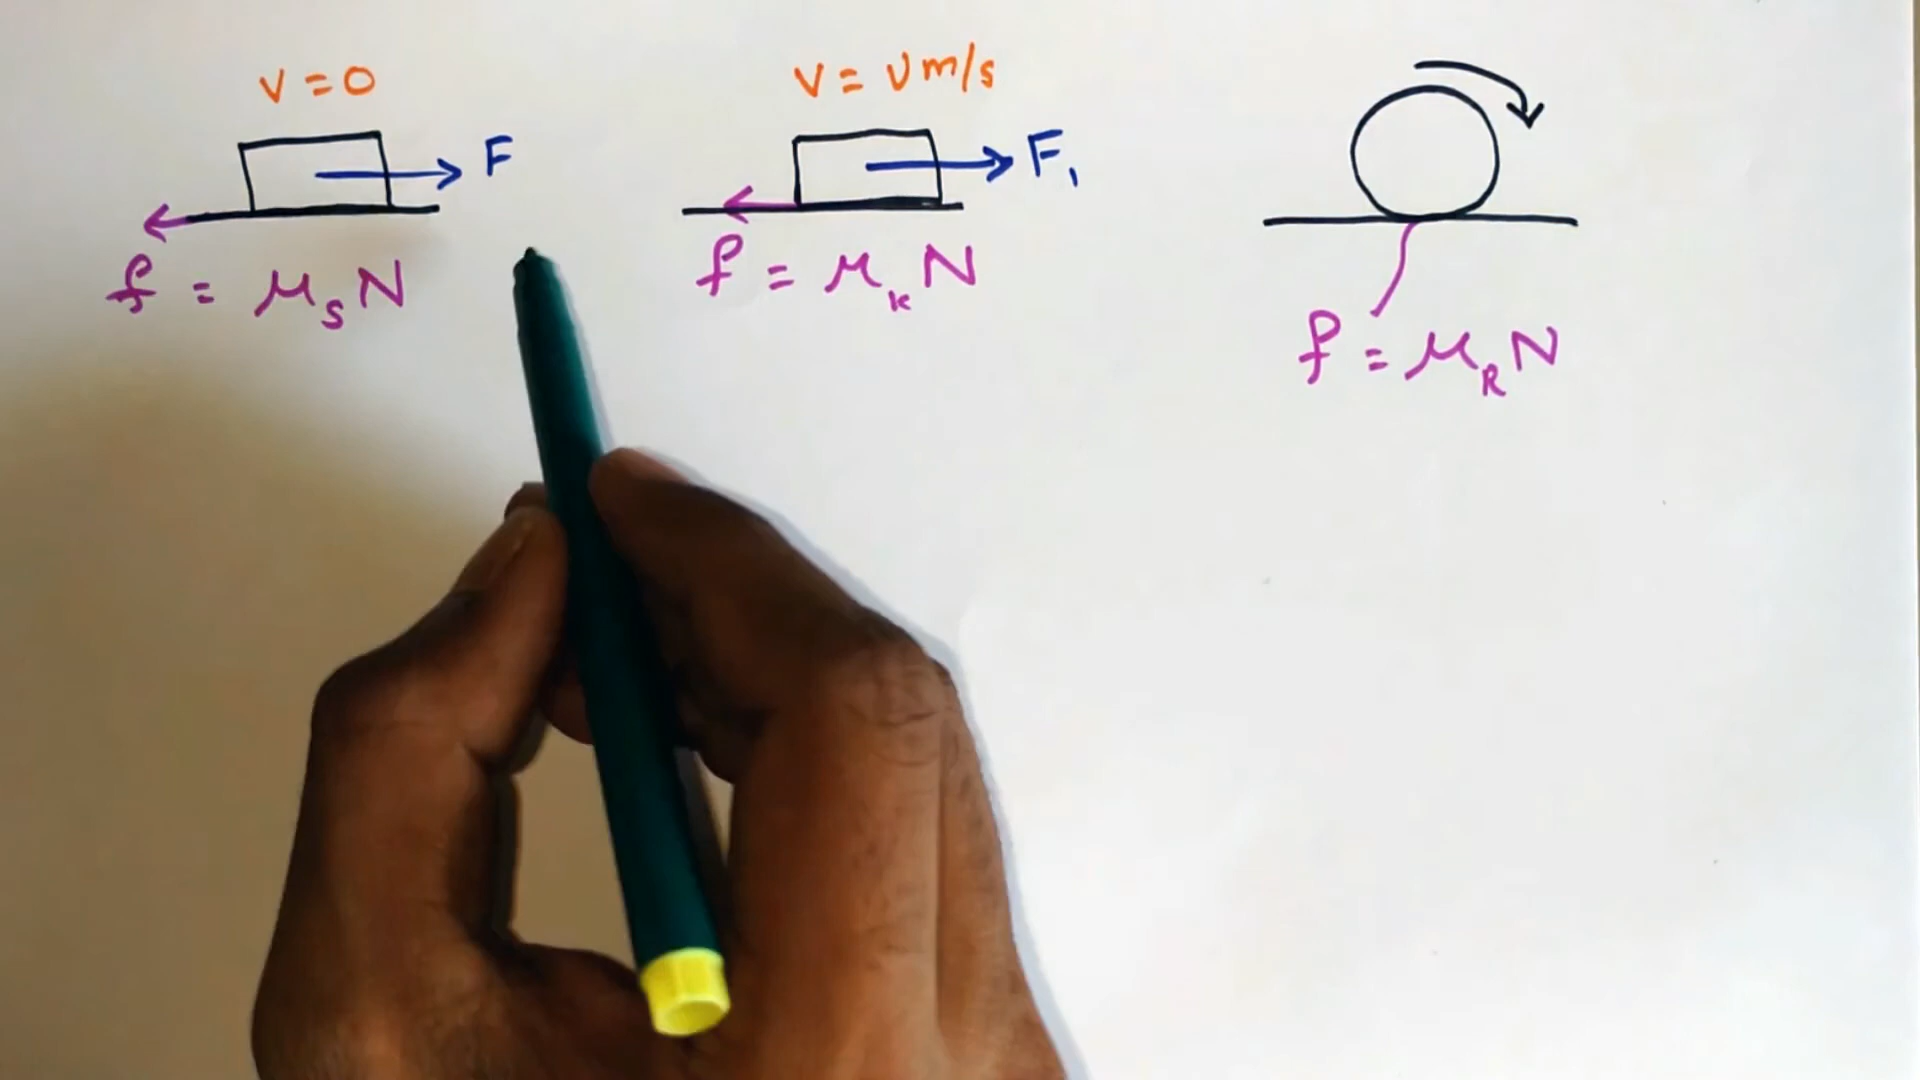 V = 0
F
f = μsN
V = v m/s
F₁
f = μkN
f = μRN